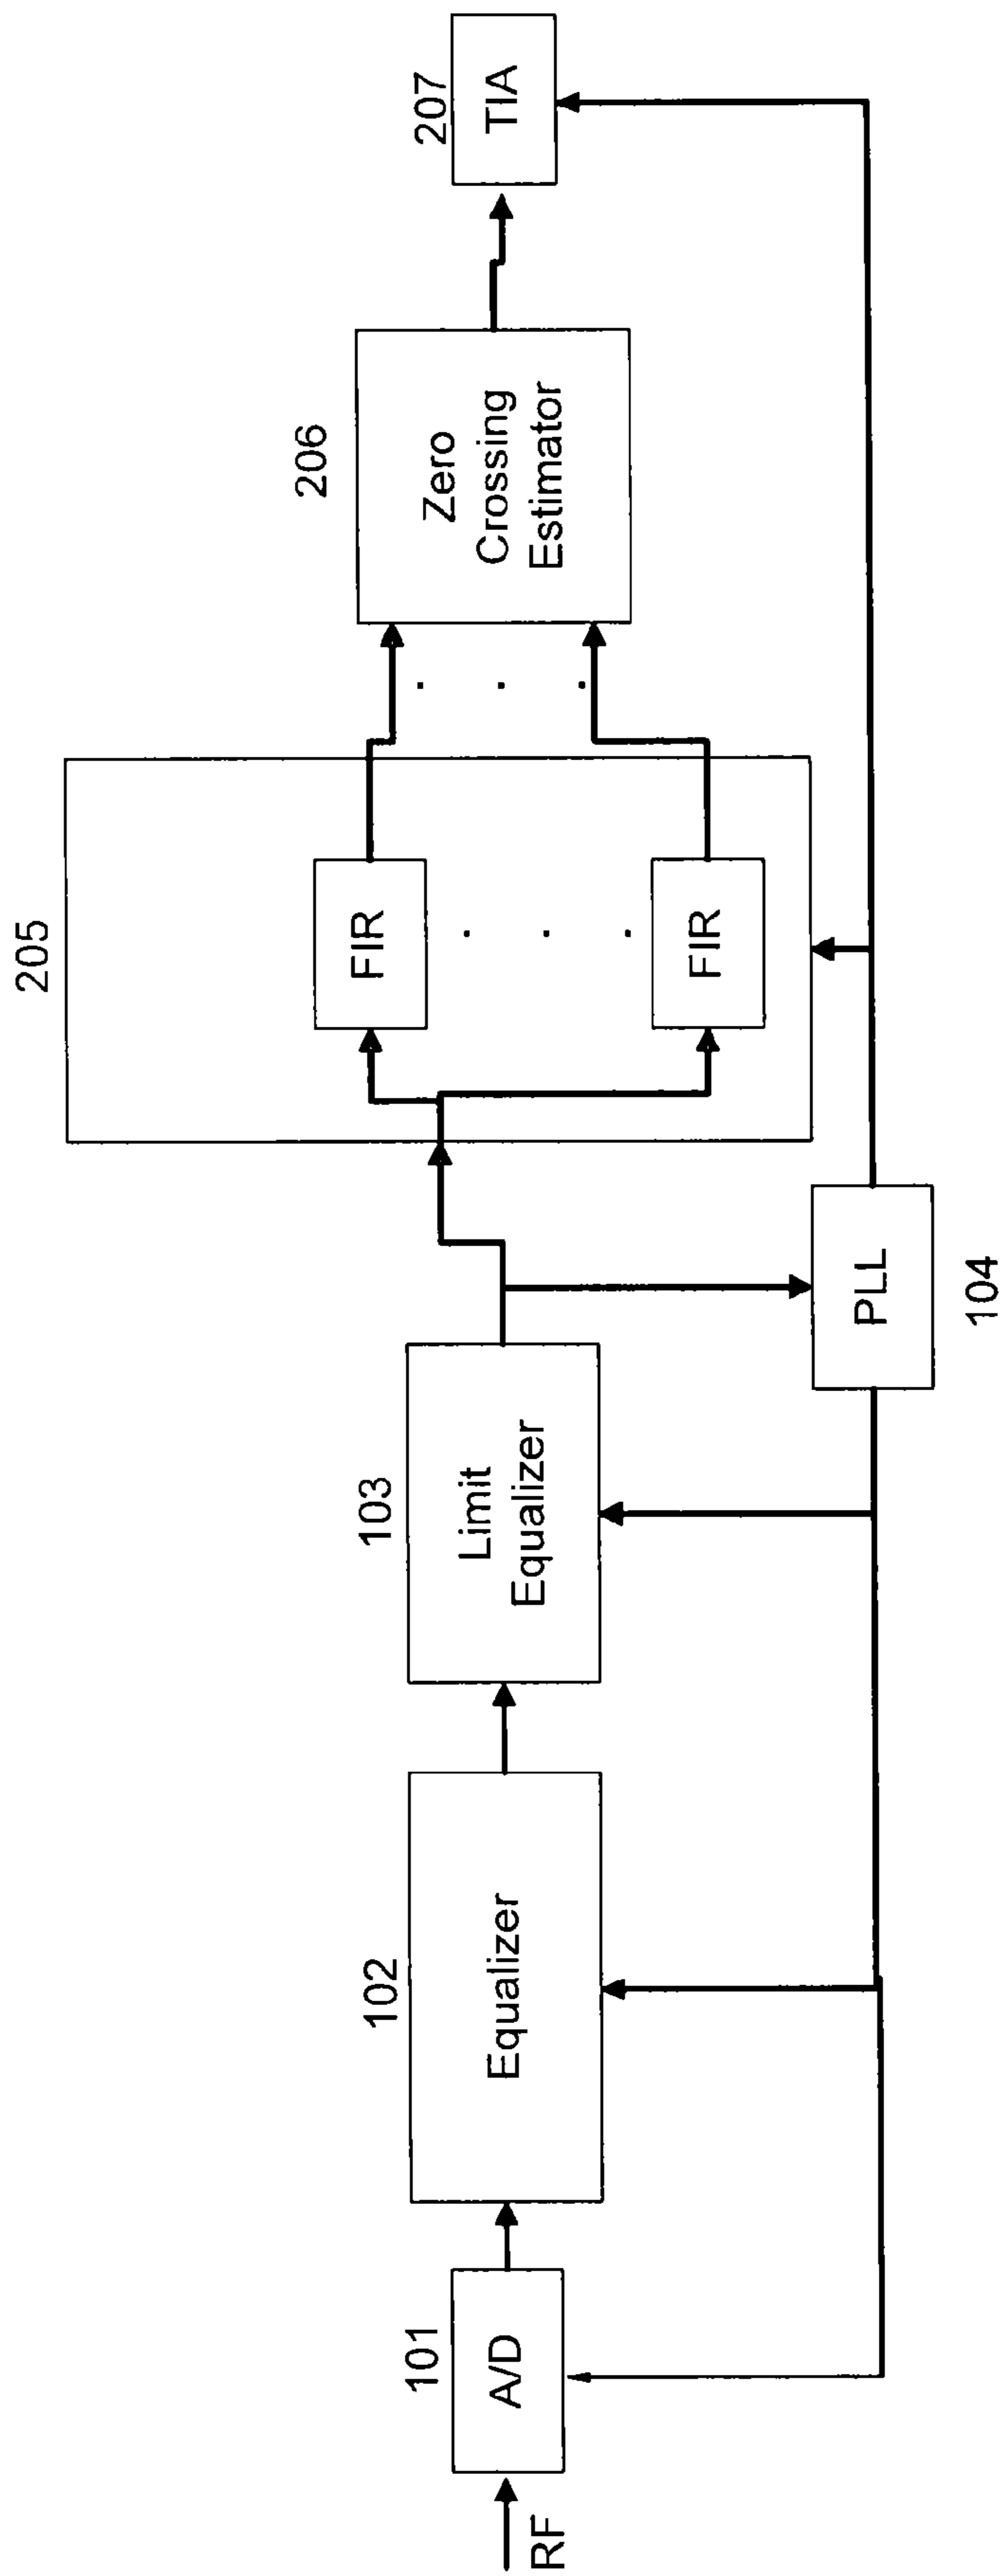 RF
101
A/D
102
Equalizer
103
Limit
Equalizer
104
PLL
205
FIR
. . .
FIR
. . .
206
Zero
Crossing
Estimator
207
TIA